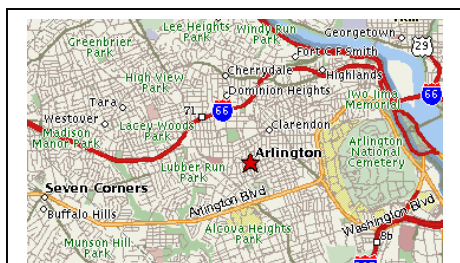 Lee Heights
Park
Windy Run
Park
Georgetown
29
Greenbrier
Park
Fort C F Smith
High View
Park
Cherrydale
Highlands
66
Dominion Heights
Iwo Jima
Memorial
Tara
71
66
Westover
Lacey Woods
Park
Clarendon
Madison
Manor Park
Arlington
National
Cemetery
Arlington
Lubber Run
Park
Seven Corners
Arlington Blvd
Buffalo Hills
Washington Blvd
Alcova Heights
Park
Munson Hill
Park
8b